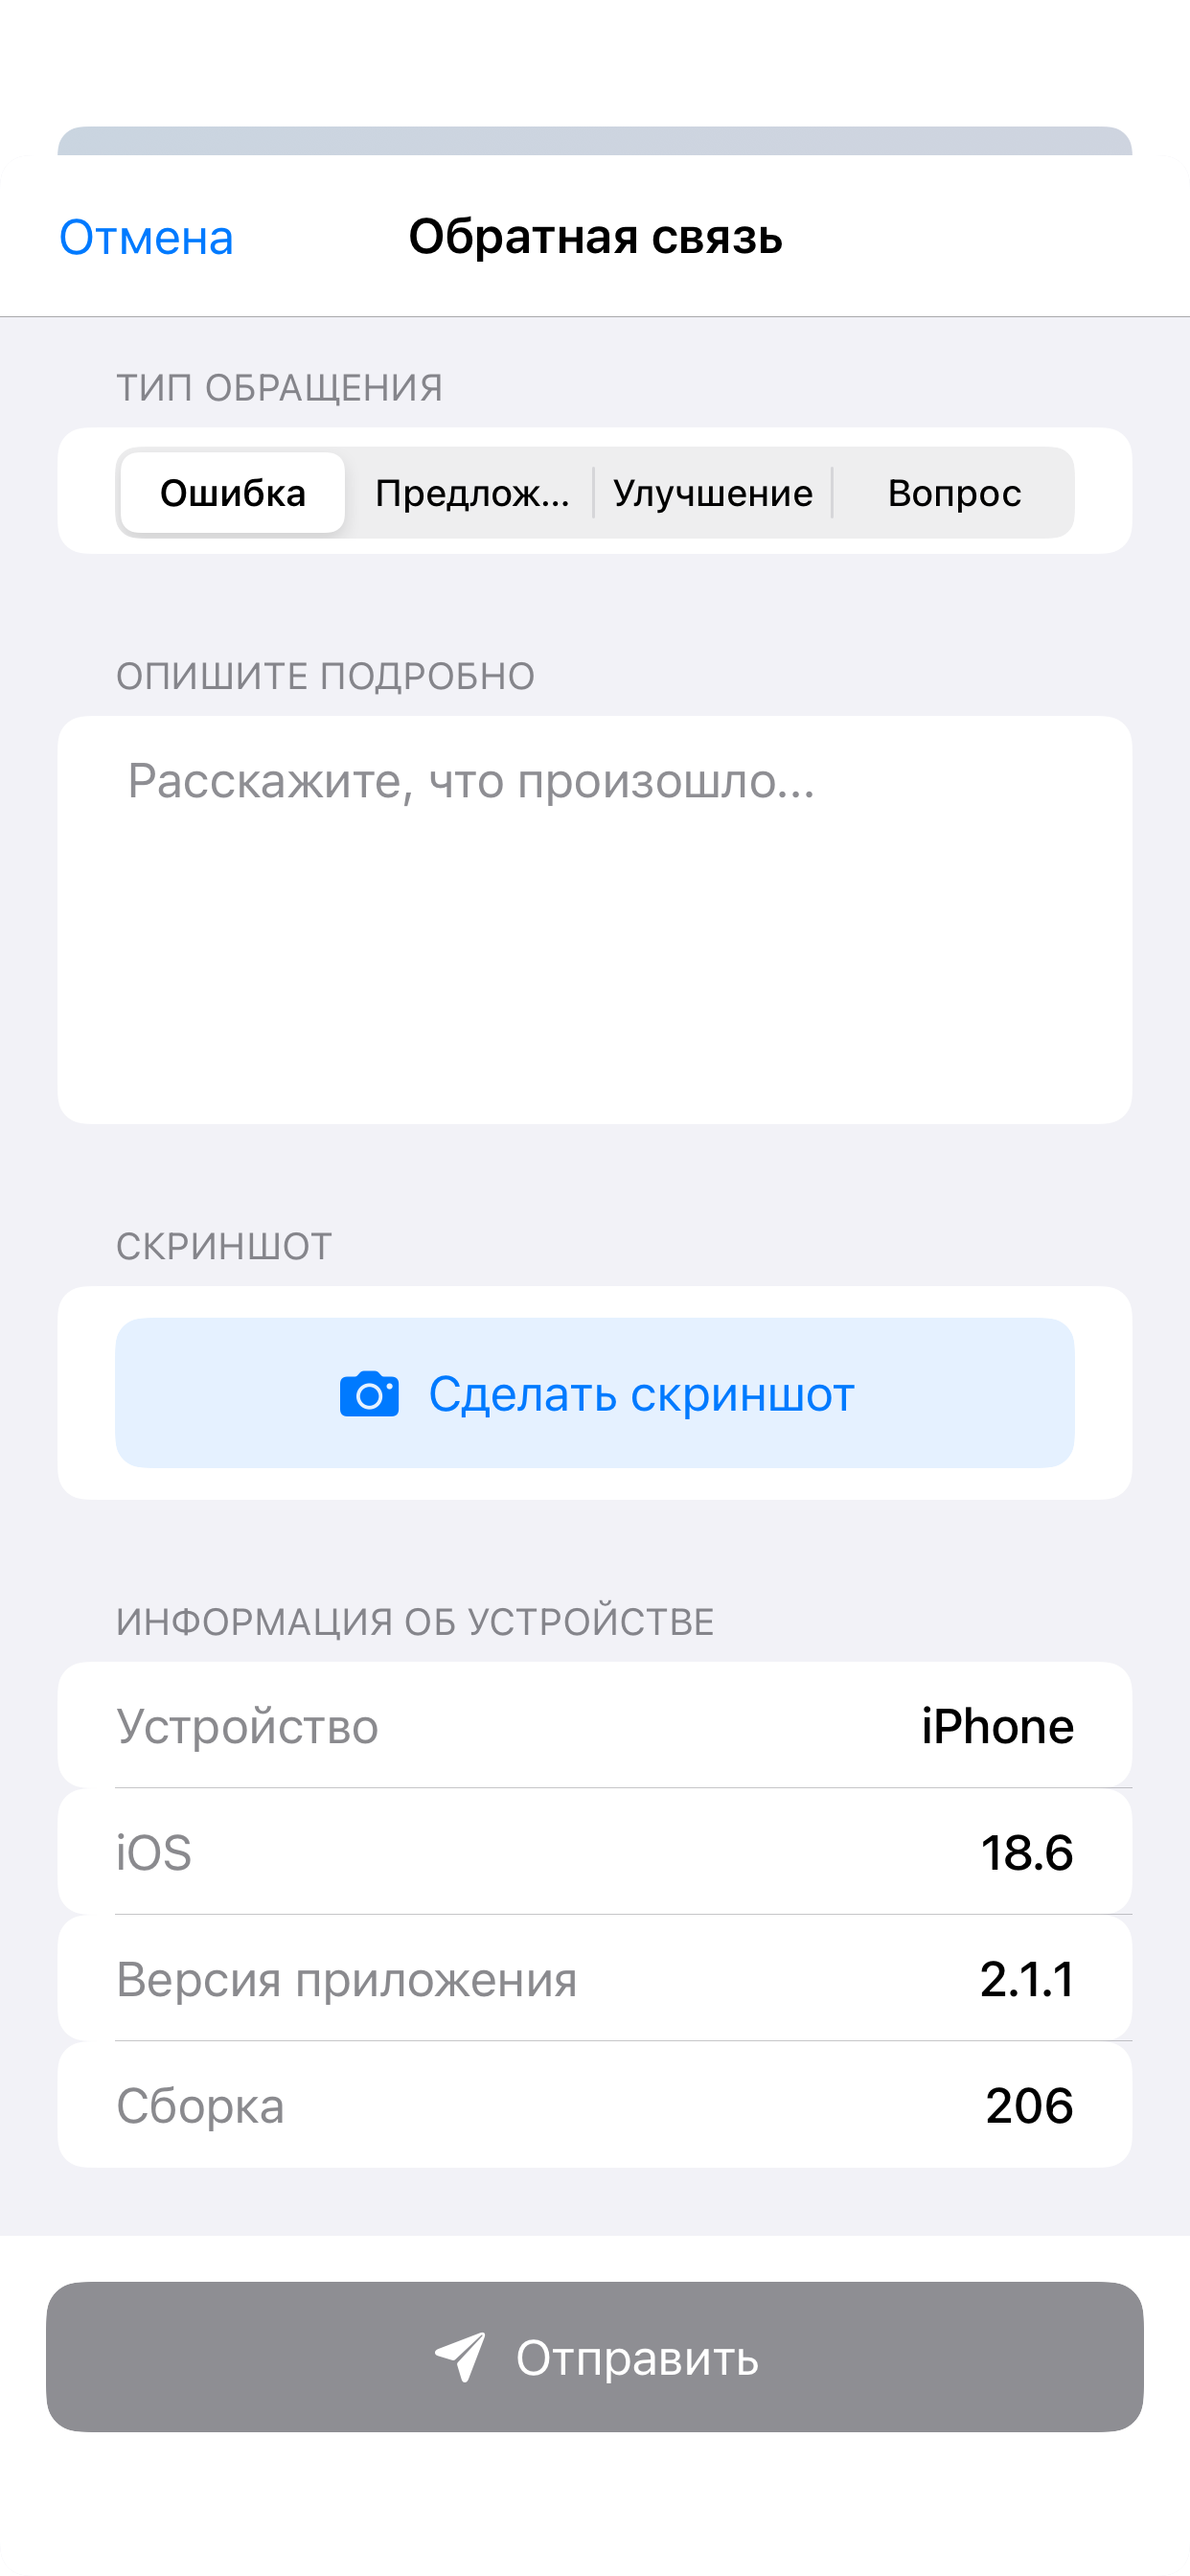 Отмена
Обратная связь
ТИП ОБРАЩЕНИЯ
Ошибка
Предлож...
Улучшение
Вопрос
ОПИШИТЕ ПОДРОБНО
Расскажите, что произошло...
СКРИНШОТ
Сделать скриншот
ИНФОРМАЦИЯ ОБ УСТРОЙСТВЕ
Устройство iPhone
iOS 18.6
Версия приложения 2.1.1
Сборка 206
Отправить